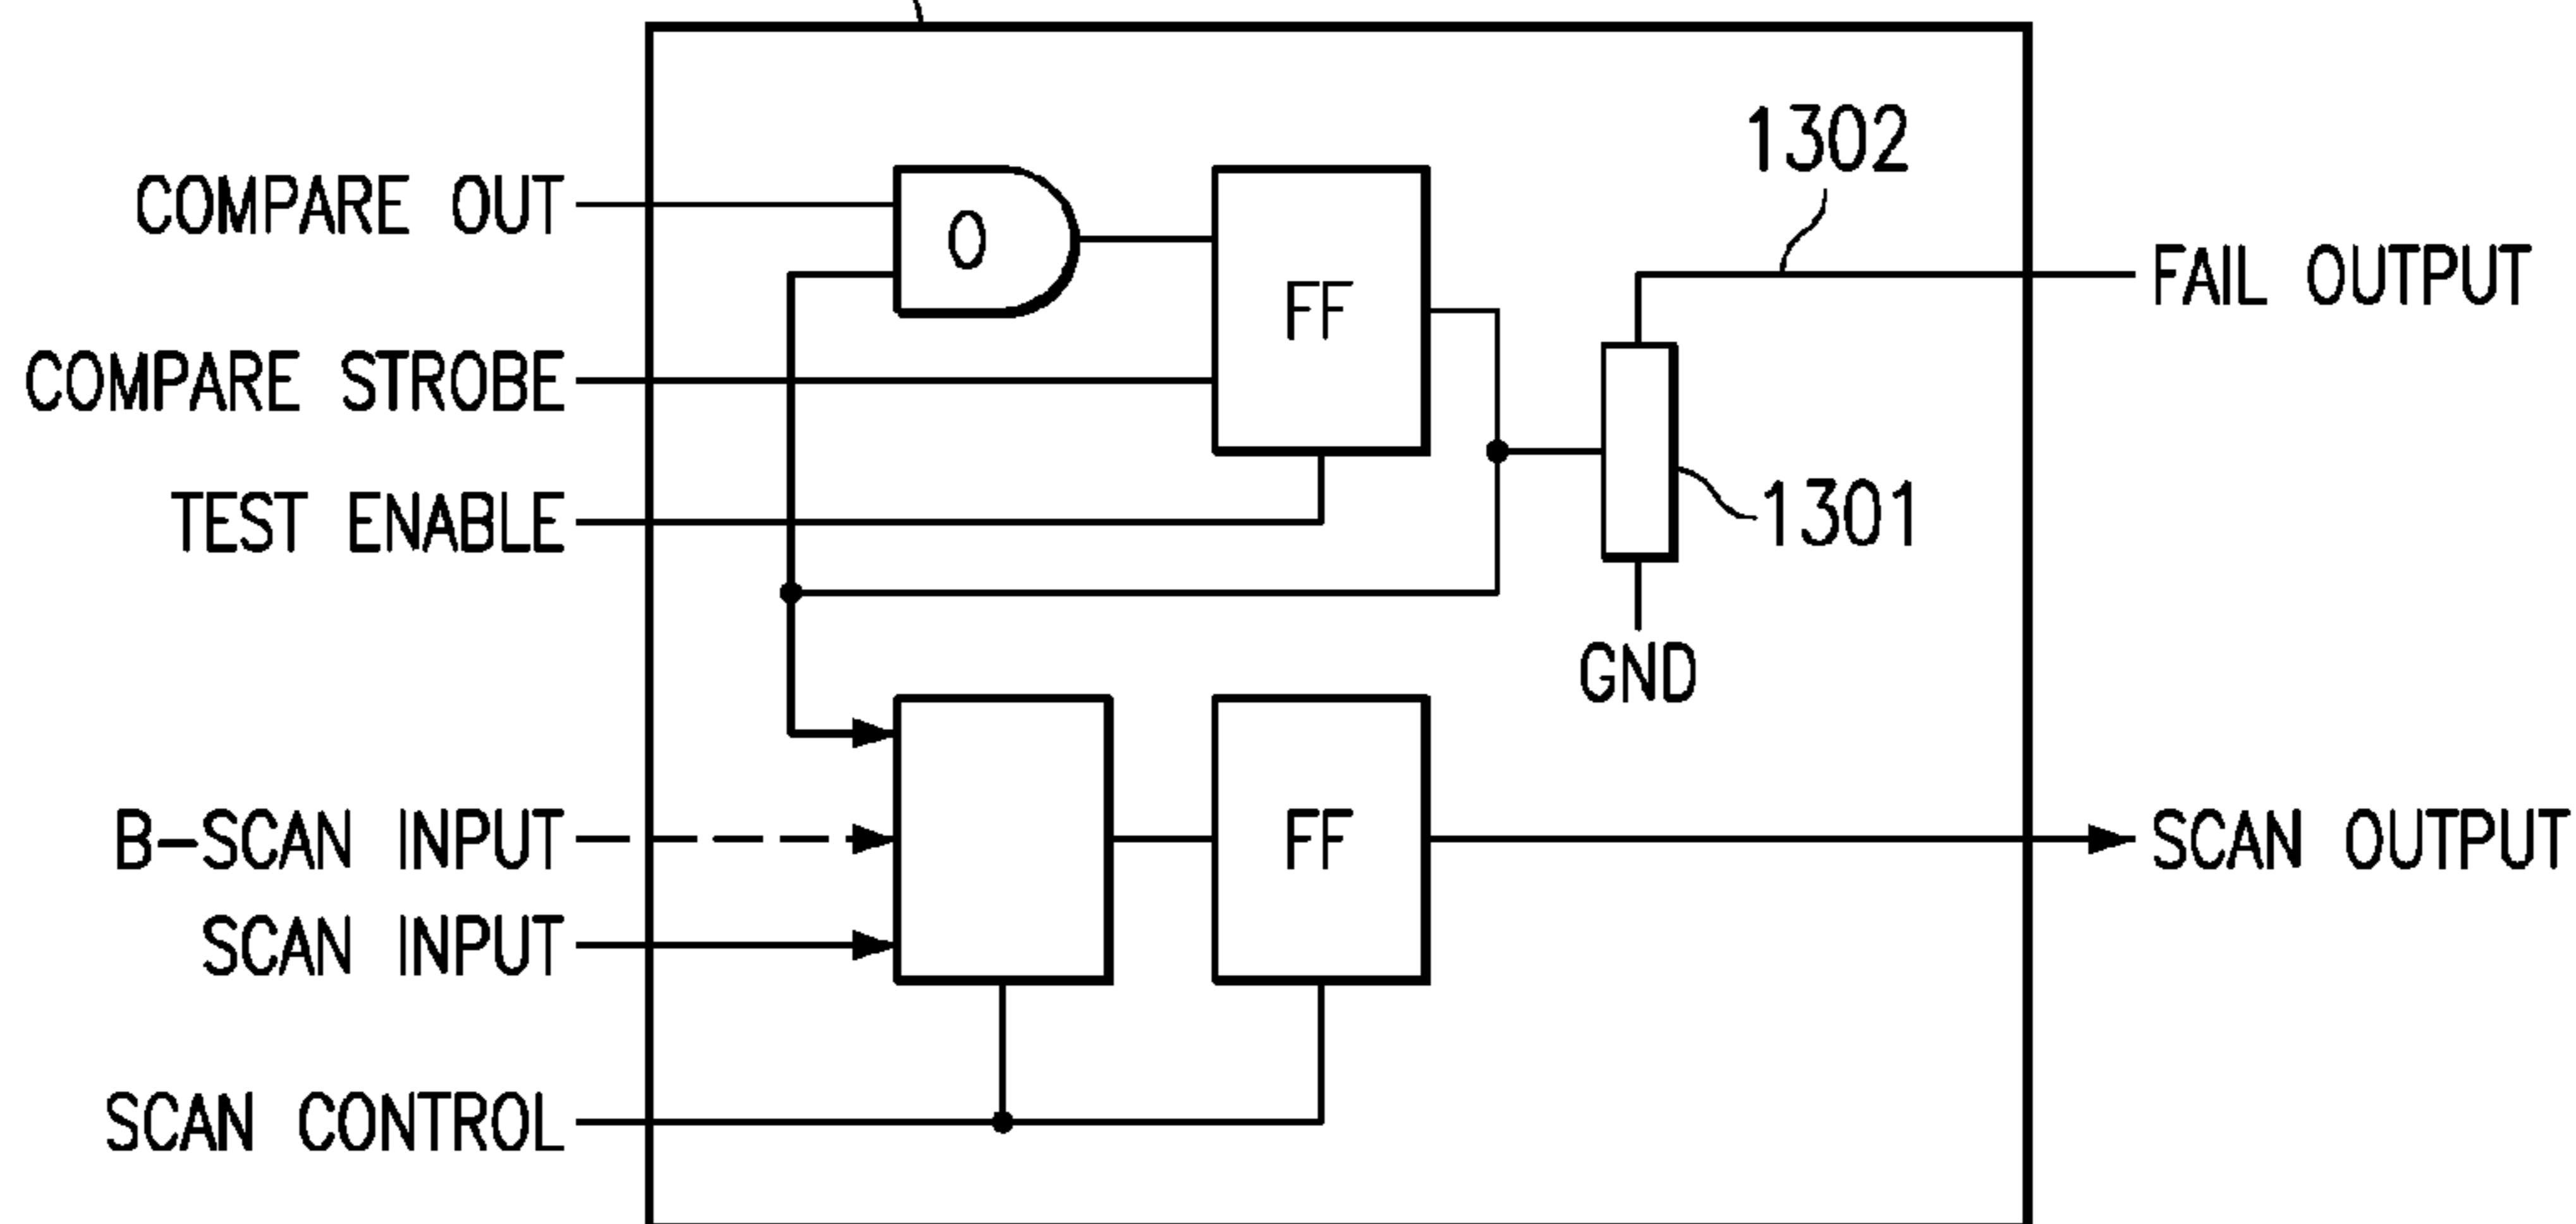 1302
COMPARE OUT
0
FF
FAIL OUTPUT
COMPARE STROBE
TEST ENABLE
1301
GND
B-SCAN INPUT
FF
SCAN OUTPUT
SCAN INPUT
SCAN CONTROL